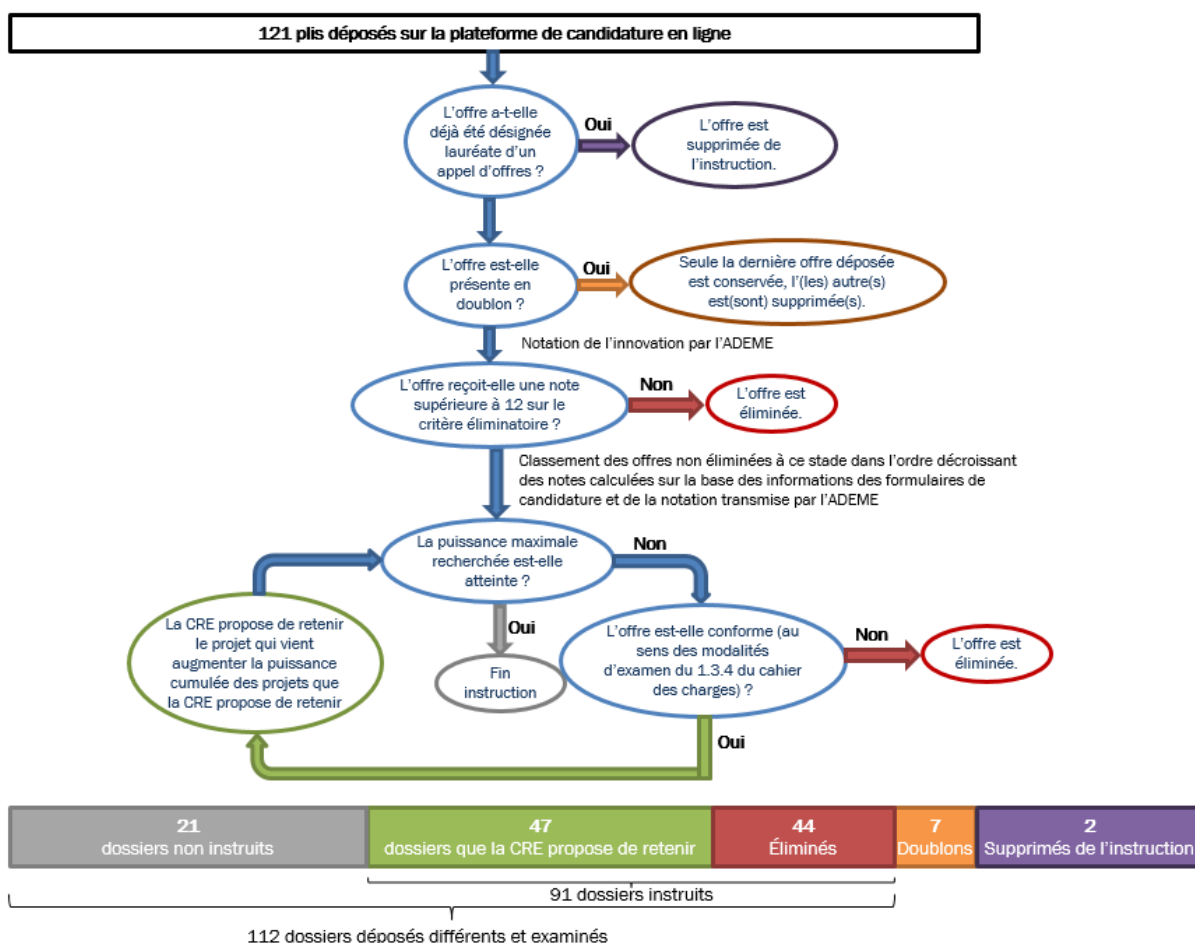 121 plis déposés sur la plateforme de candidature en ligne
L'offre a-t-elle
déjà été désignée
lauréate d'un
appel d'offres ?
Oui
L'offre est
supprimée de
l'instruction.
L'offre est-elle
présente en
doublon ?
Oui
Seule la dernière offre déposée
est conservée, l'(les) autre(s)
est(sont) supprimée(s).
Notation de l'innovation par l'ADEME
L'offre reçoit-elle une note
supérieure à 12 sur le
critère éliminatoire ?
Non
L'offre est
éliminée.
Classement des offres non éliminées à ce stade dans l'ordre décroissant
des notes calculées sur la base des informations des formulaires de
candidature et de la notation transmise par l'ADEME
La puissance maximale
recherchée est-elle
atteinte ?
Non
Oui
Fin
instruction
L'offre est-elle conforme (au
sens des modalités
d'examen du 1.3.4 du cahier
des charges) ?
Non
L'offre est
éliminée.
Oui
La CRE propose de retenir
le projet qui vient
augmenter la puissance
cumulée des projets que
la CRE propose de retenir
21
dossiers non instruits
47
dossiers que la CRE propose de retenir
44
Éliminés
7
Doublons
2
Supprimés de l'instruction
91 dossiers instruits
112 dossiers déposés différents et examinés